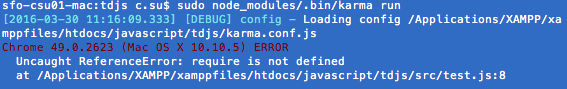 sfo-csu01-mac:tdjs c.su$ sudo node_modules/.bin/karma run
[2016-03-30 11:16:09.333] [DEBUG] config - Loading config /Applications/XAMPP/xa
mppfiles/htdocs/javascript/tdjs/karma.conf.js
Chrome 49.0.2623 (Mac OS X 10.10.5) ERROR
  Uncaught ReferenceError: require is not defined
  at /Applications/XAMPP/xamppfiles/htdocs/javascript/tdjs/src/test.js:8